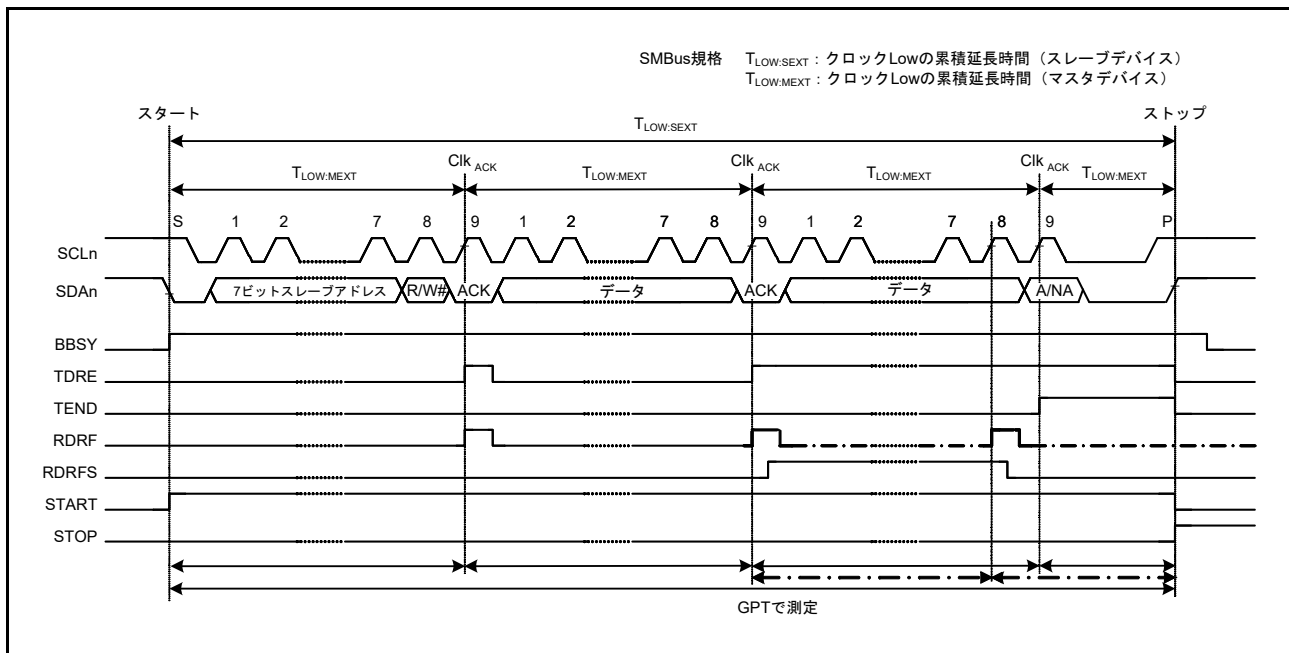 SMBus規格 TLOW:SEXT : クロックLowの累積延長時間（スレーブデバイス）
TLOW:MEXT : クロックLowの累積延長時間（マスタデバイス）
スタート ストップ
TLOW:SEXT
Clk ACK Clk ACK Clk ACK
TLOW:MEXT TLOW:MEXT TLOW:MEXT TLOW:MEXT
S 1 2 7 8 9 1 2 7 8 9 1 2 7 8 9 P
SCLn
SDAn 7ビットスレーブアドレス R/W# ACK データ ACK データ A/NA
BBSY
TDRE
TEND
RDRF
RDRFS
START
STOP
GPTで測定